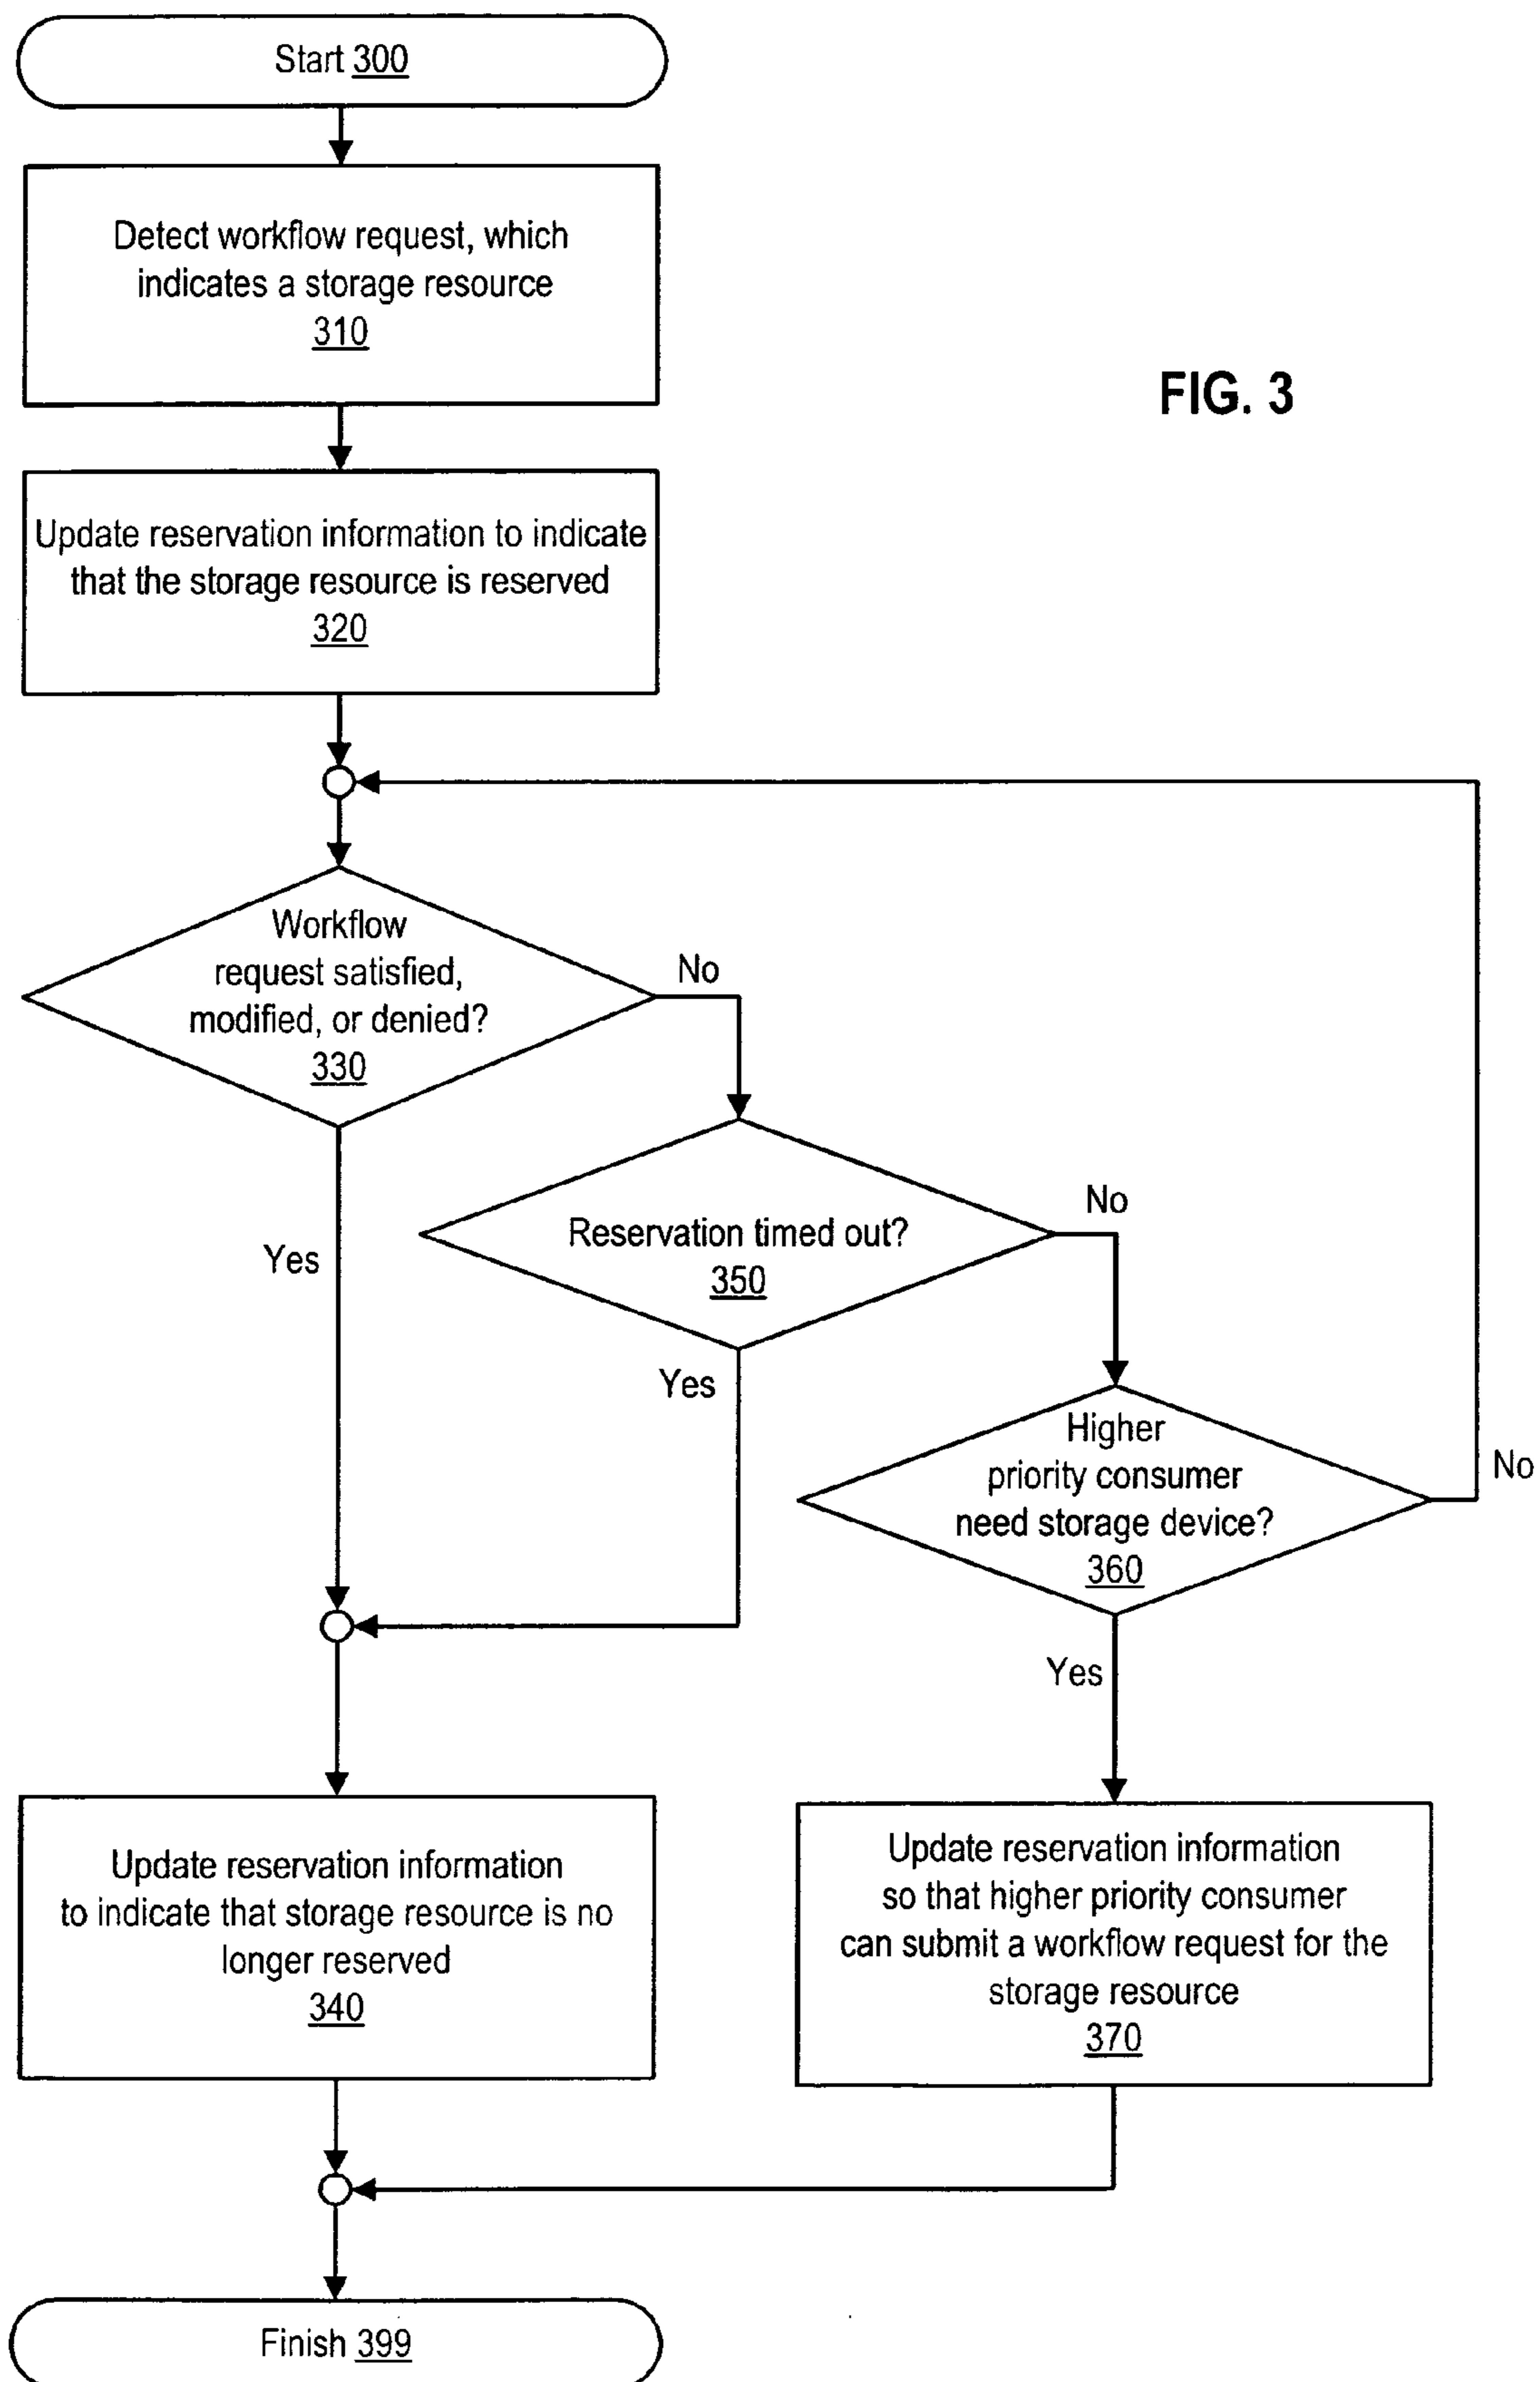 Start 300
Detect workflow request, which
indicates a storage resource
310
FIG. 3
Update reservation information to indicate
that the storage resource is reserved
320
Workflow
request satisfied,
modified, or denied?
330
No
Yes
Reservation timed out?
350
No
Yes
Higher
priority consumer
need storage device?
360
No
Yes
Update reservation information
to indicate that storage resource is no
longer reserved
340
Update reservation information
so that higher priority consumer
can submit a workflow request for the
storage resource
370
Finish 399